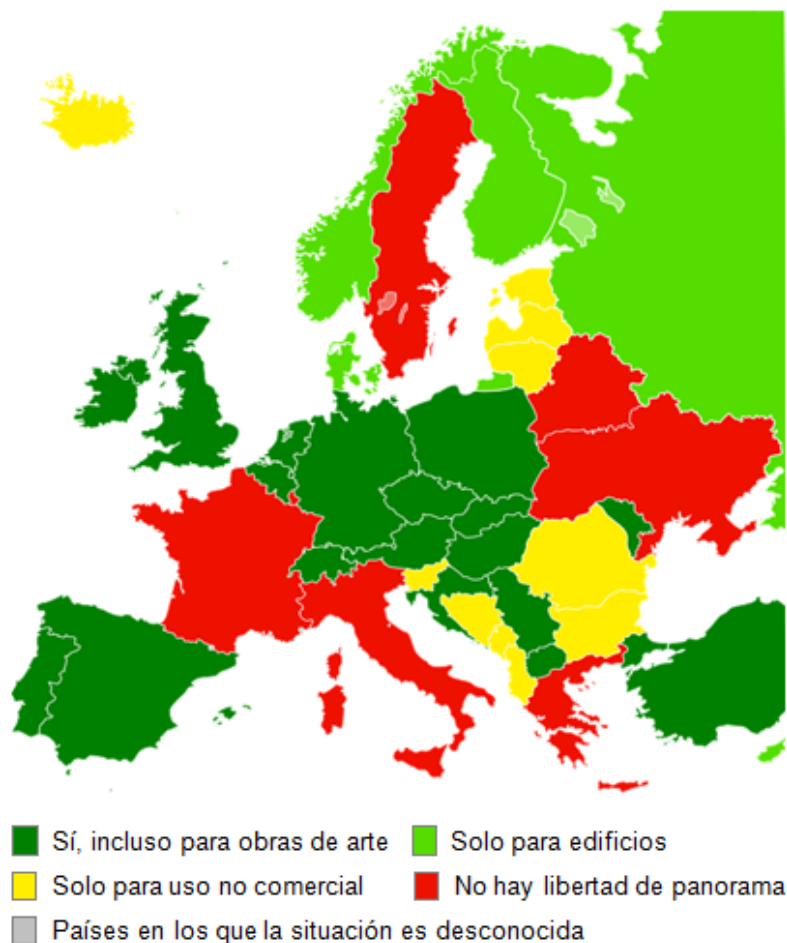 Sí, incluso para obras de arte Solo para edificios
Solo para uso no comercial No hay libertad de panorama
Países en los que la situación es desconocida